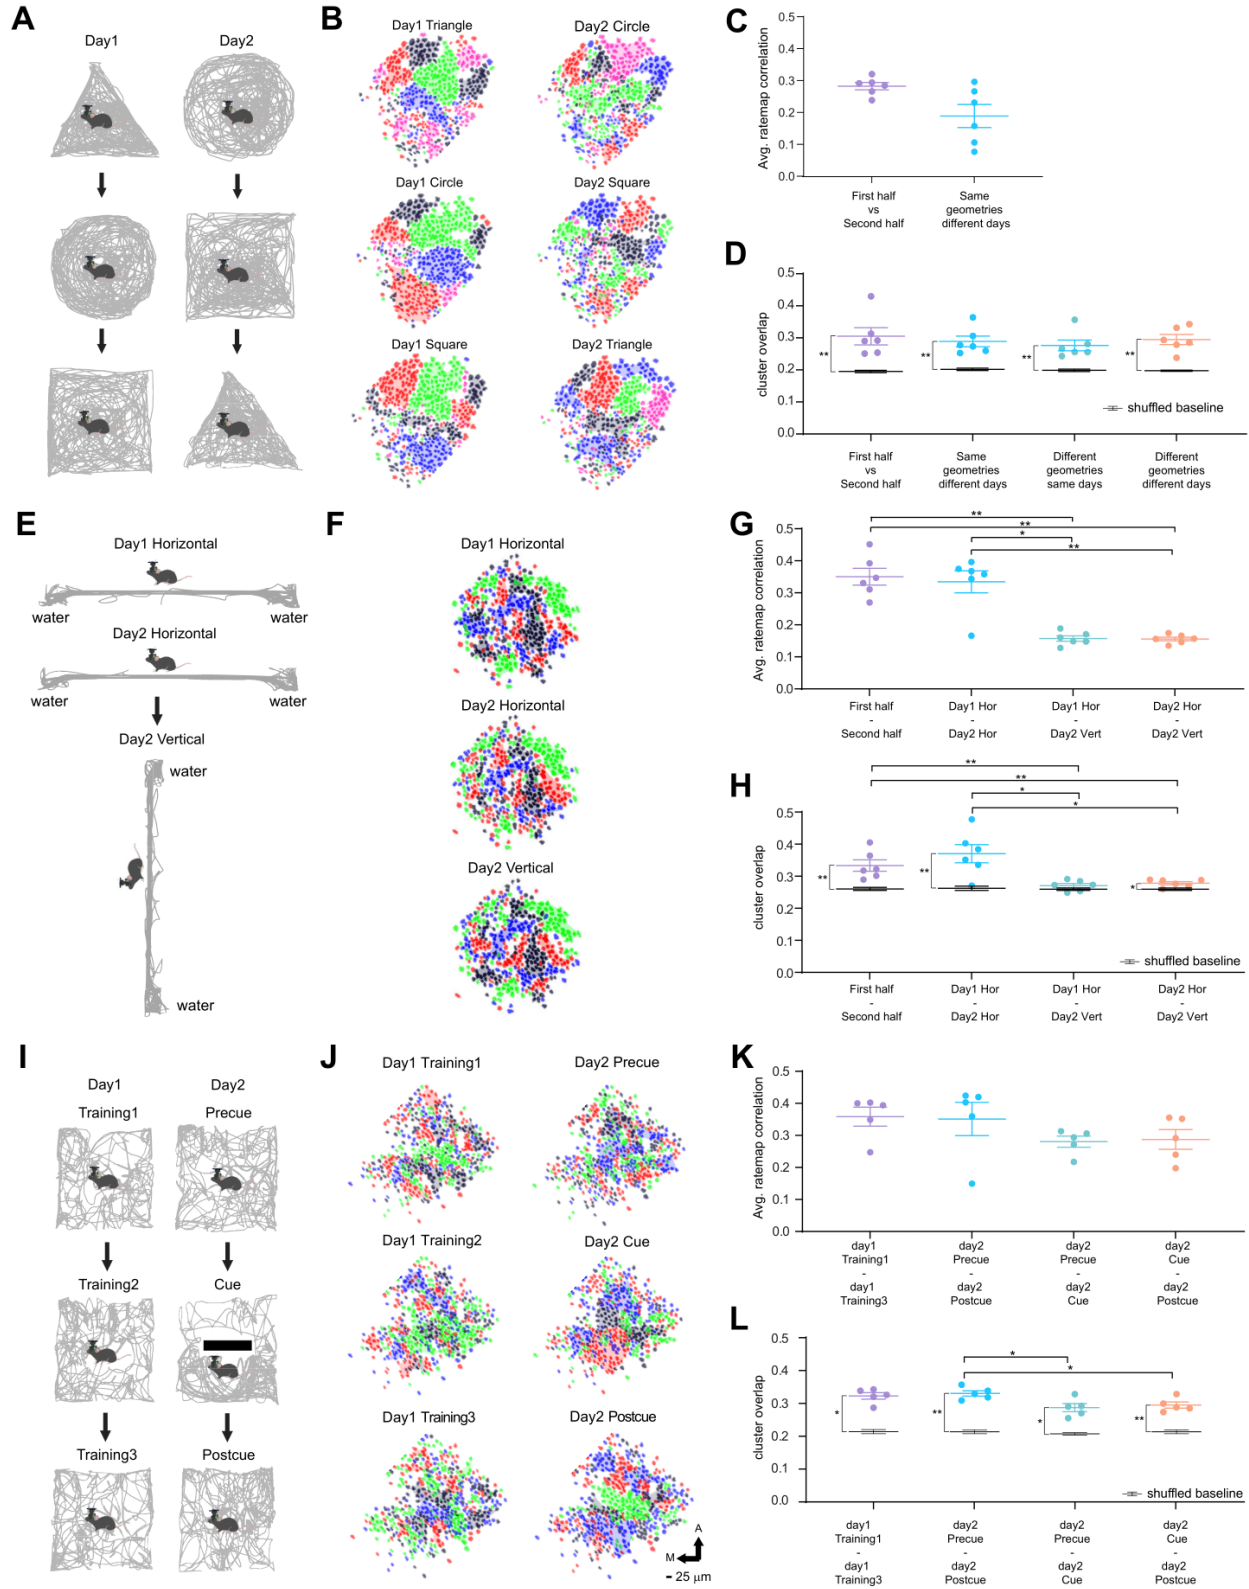 A
Day1
Day2
B
Day1 Triangle
Day2 Circle
Day1 Circle
Day2 Square
Day1 Square
Day2 Triangle
C
Avg. ratemap correlation
0.5
0.4
0.3
0.2
0.1
0.0
First half
vs
Second half
Same
geometries
different days
D
cluster overlap
0.5
0.4
0.3
0.2
0.1
0.0
**
**
**
**
shuffled baseline
First half
vs
Second half
Same
geometries
different days
Different
geometries
same days
Different
geometries
different days
E
Day1 Horizontal
water
water
Day2 Horizontal
water
water
Day2 Vertical
water
water
F
Day1 Horizontal
Day2 Horizontal
Day2 Vertical
G
Avg. ratemap correlation
0.5
0.4
0.3
0.2
0.1
0.0
**
**
*
**
First half
-
Second half
Day1 Hor
-
Day2 Hor
Day1 Hor
-
Day2 Vert
Day2 Hor
-
Day2 Vert
H
cluster overlap
0.5
0.4
0.3
0.2
0.1
0.0
**
**
*
*
**
**
*
shuffled baseline
First half
-
Second half
Day1 Hor
-
Day2 Hor
Day1 Hor
-
Day2 Vert
Day2 Hor
-
Day2 Vert
I
Day1
Day2
Training1
Precue
Training2
Cue
Training3
Postcue
J
Day1 Training1
Day2 Precue
Day1 Training2
Day2 Cue
Day1 Training3
Day2 Postcue
A
M
25 μm
K
Avg. ratemap correlation
0.5
0.4
0.3
0.2
0.1
0.0
day1
Training1
-
day1
Training3
day2
Precue
-
day2
Postcue
day2
Precue
-
day2
Cue
day2
Cue
-
day2
Postcue
L
cluster overlap
0.5
0.4
0.3
0.2
0.1
0.0
*
*
*
**
*
**
shuffled baseline
day1
Training1
-
day1
Training3
day2
Precue
-
day2
Postcue
day2
Precue
-
day2
Cue
day2
Cue
-
day2
Postcue